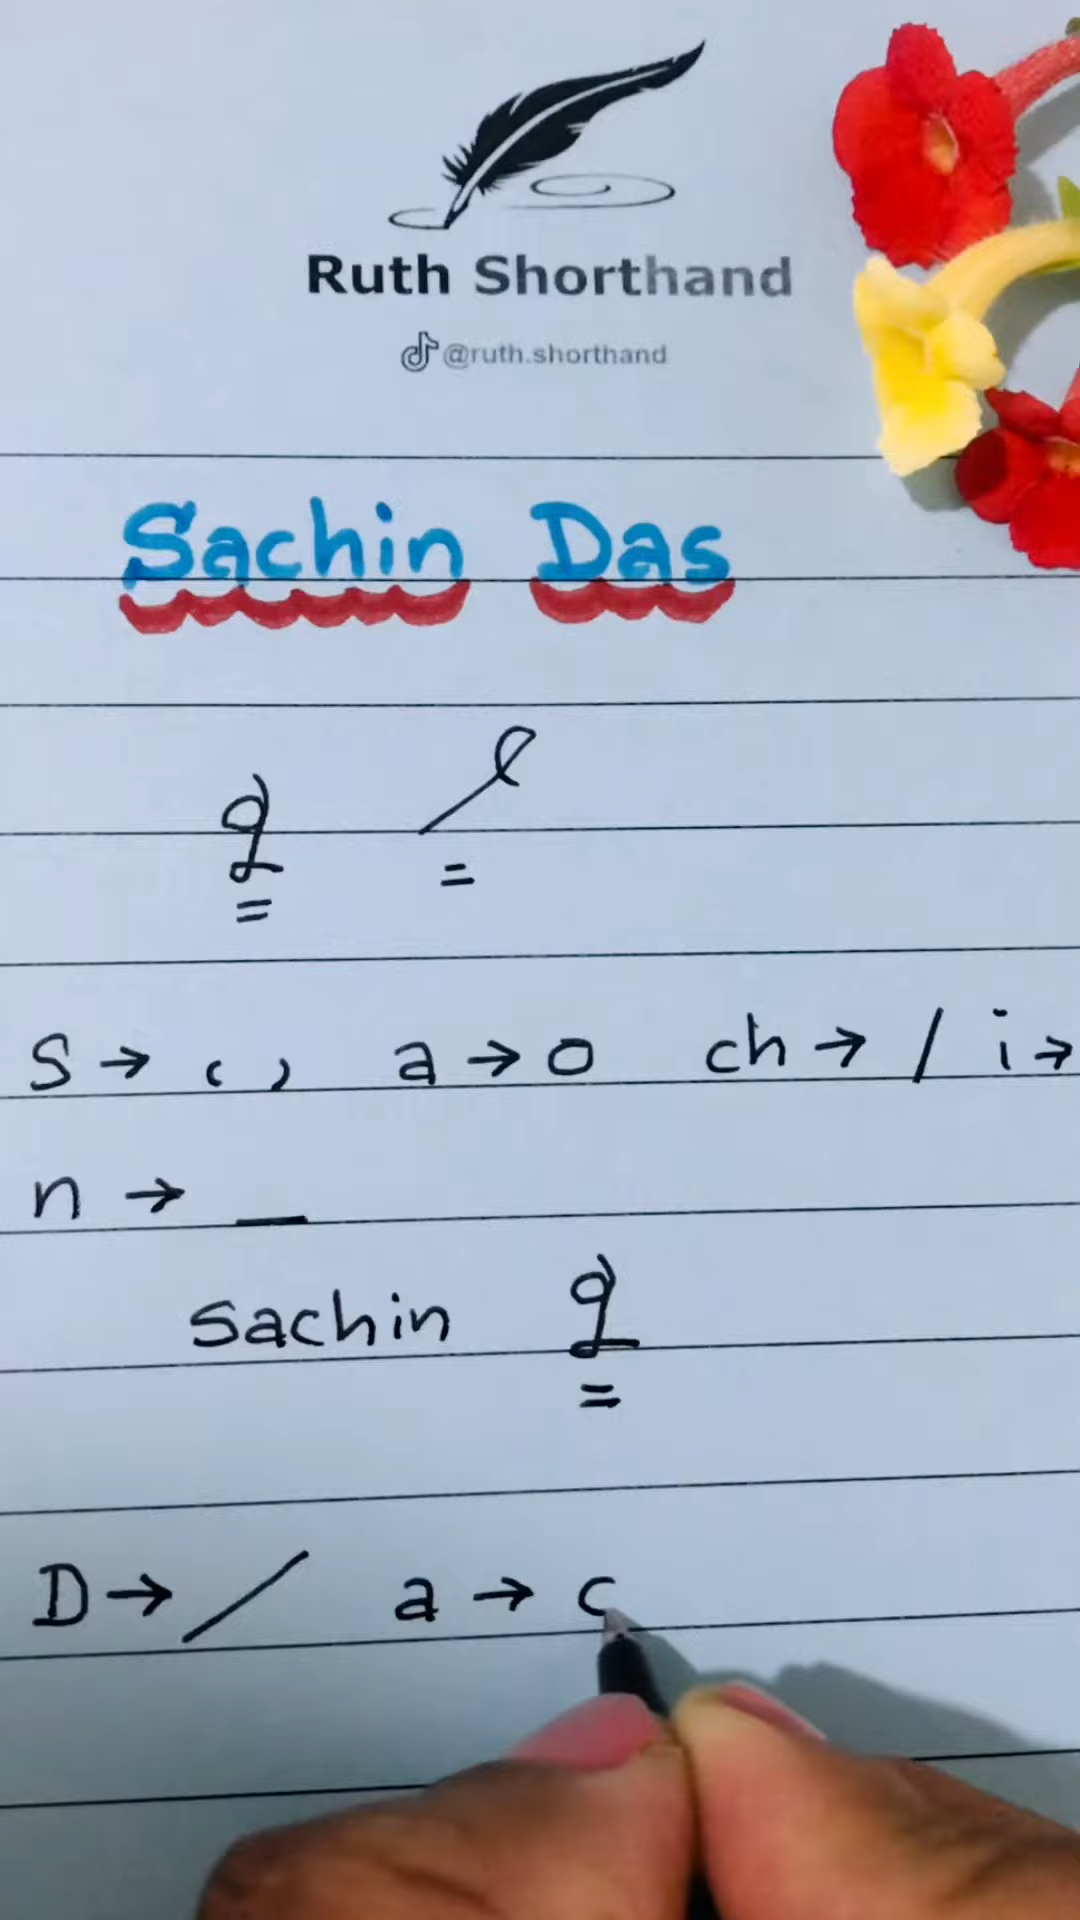 Ruth Shorthand
@ruth.shorthand
Sachin Das
S → a → o ch → / i →
n → —
sachin
D → / a → c